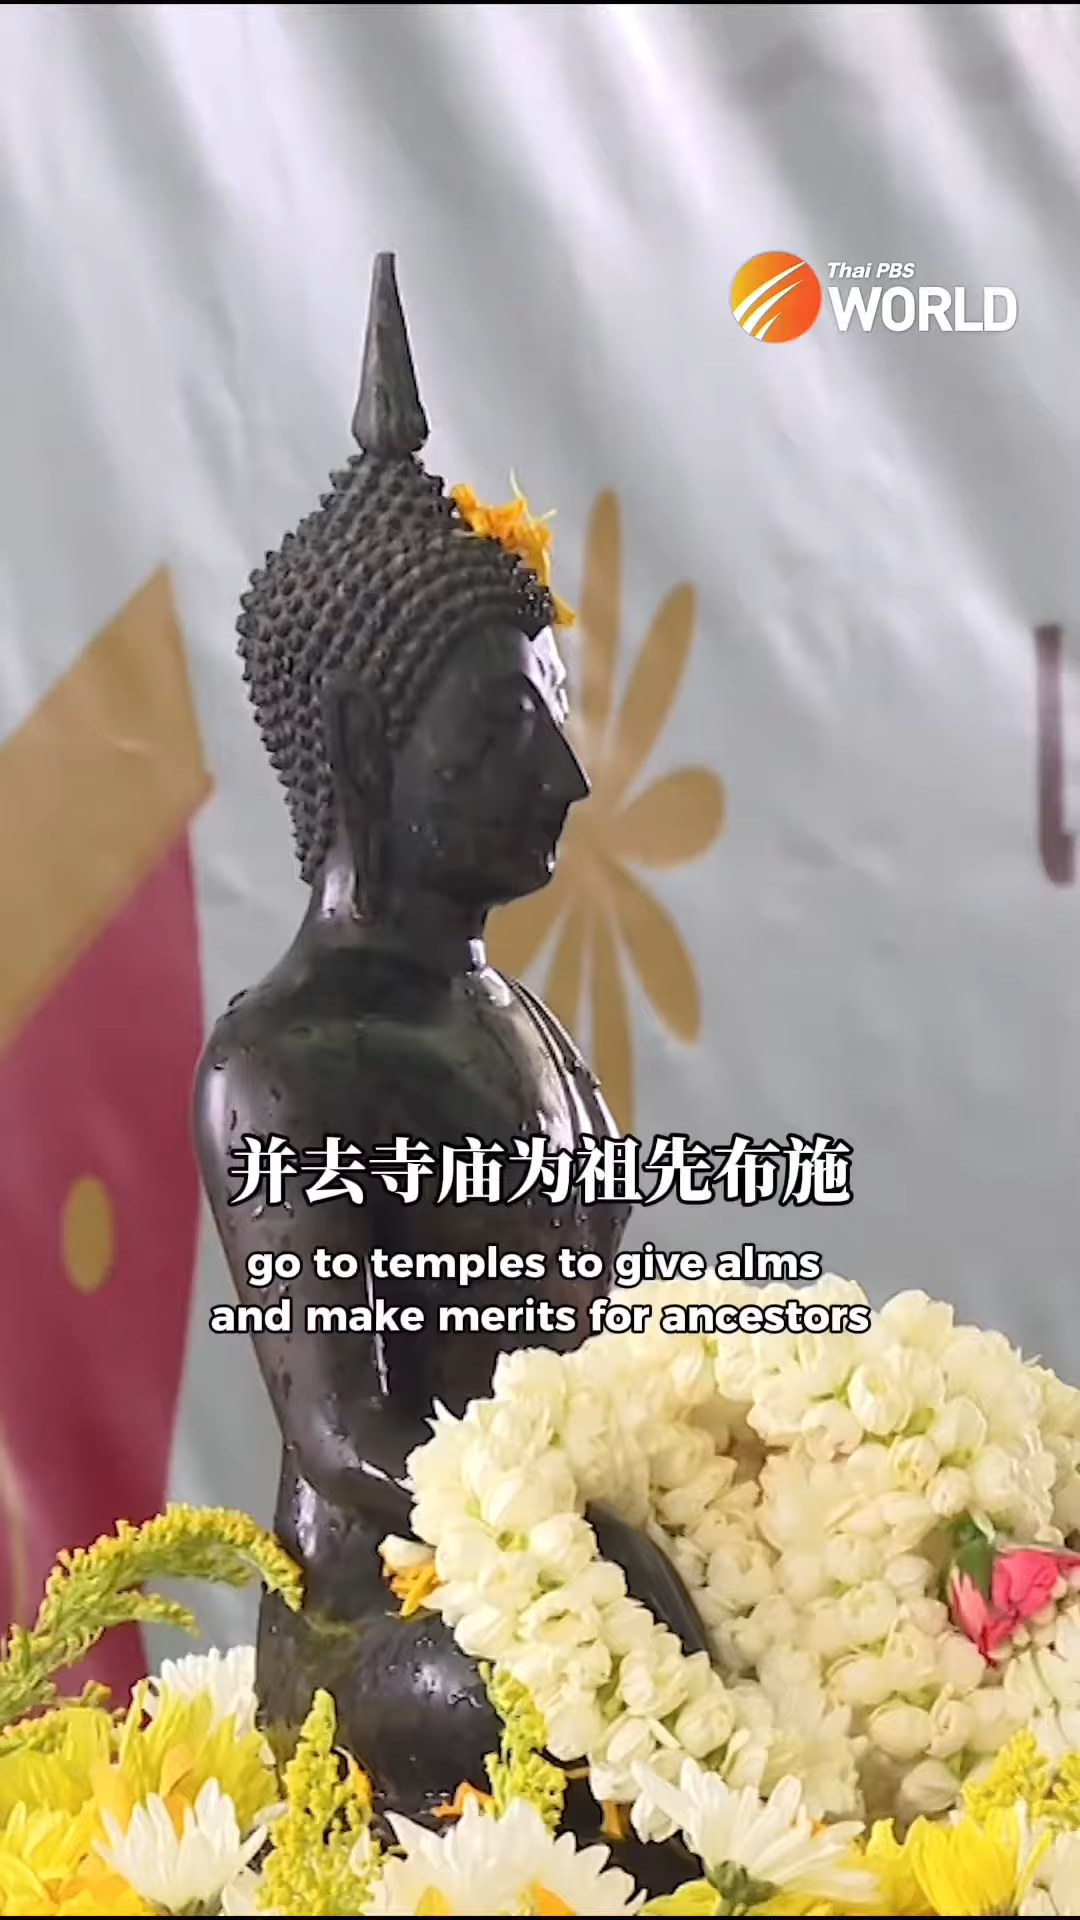 Thai PBS
WORLD
并去寺庙为祖先布施
go to temples to give alms
and make merits for ancestors